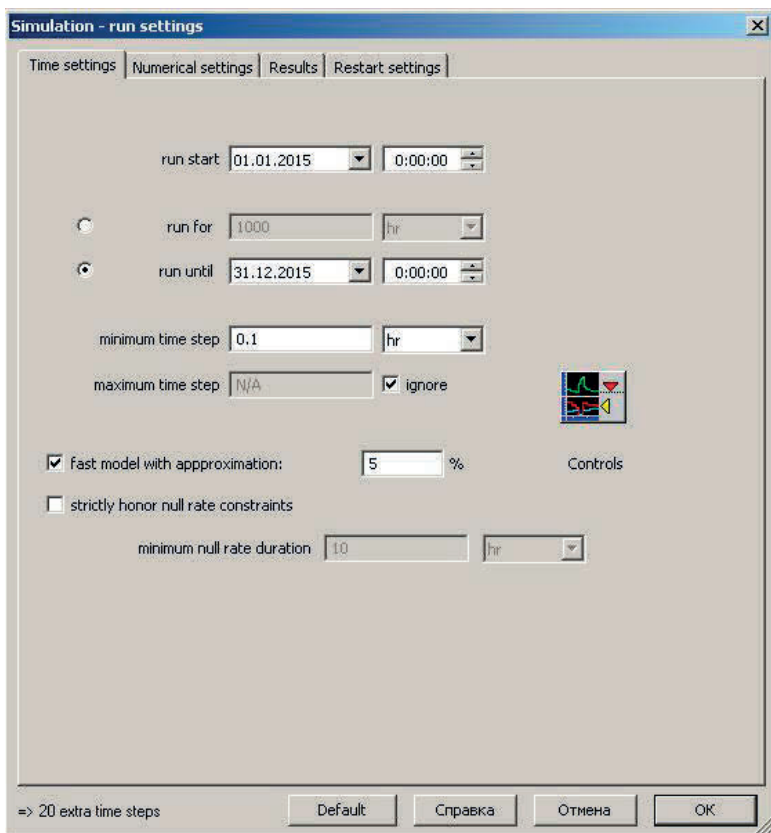 Simulation - run settings
Time settings Numerical settings Results Restart settings
run start 01.01.2015 0:00:00
run for 1000 hr
run until 31.12.2015 0:00:00
minimum time step 0.1 hr
maximum time step N/A ignore
fast model with appproximation: 5 % Controls
strictly honor null rate constraints
minimum null rate duration 10 hr
=> 20 extra time steps Default Справка Отмена OK